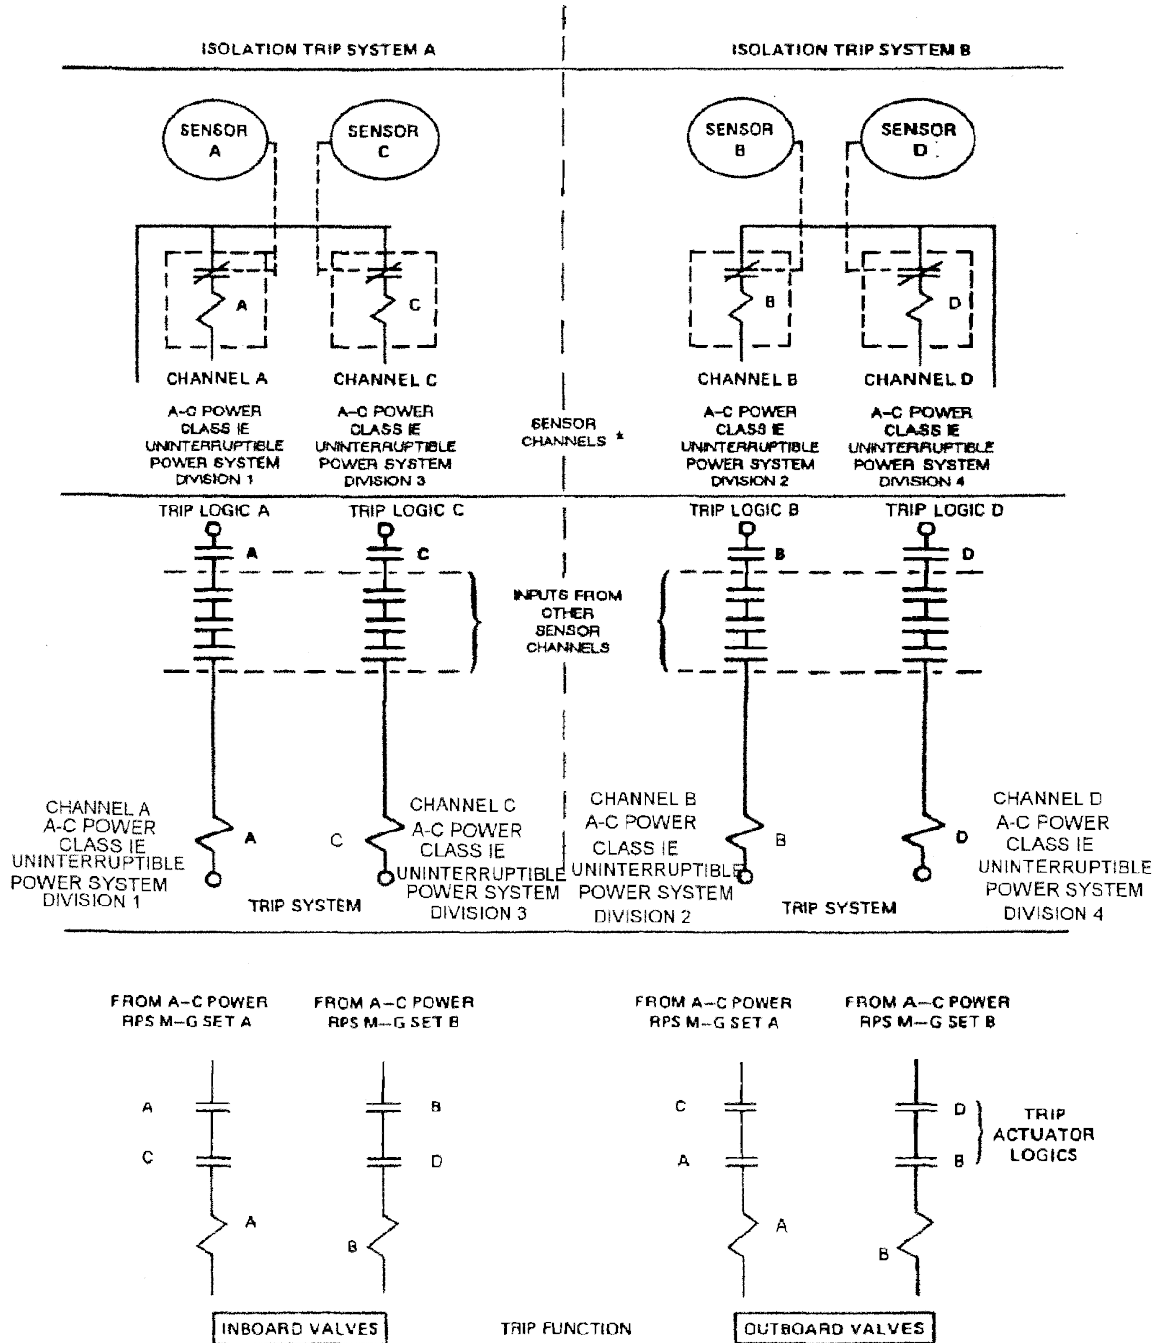 ISOLATION TRIP SYSTEM A
ISOLATION TRIP SYSTEM B
SENSOR
A
SENSOR
C
SENSOR
B
SENSOR
D
A
C
B
D
CHANNEL A
CHANNEL C
CHANNEL B
CHANNEL D
A-C POWER
CLASS IE
UNINTERRUPTIBLE
POWER SYSTEM
DIVISION 1
A-C POWER
CLASS IE
UNINTERRUPTIBLE
POWER SYSTEM
DIVISION 3
SENSOR
CHANNELS *
A-C POWER
CLASS IE
UNINTERRUPTIBLE
POWER SYSTEM
DIVISION 2
A-C POWER
CLASS IE
UNINTERRUPTIBLE
POWER SYSTEM
DIVISION 4
TRIP LOGIC A
TRIP LOGIC C
TRIP LOGIC B
TRIP LOGIC D
A
C
B
D
INPUTS FROM
OTHER
SENSOR
CHANNELS
CHANNEL A
A-C POWER
CLASS IE
UNINTERRUPTIBLE
POWER SYSTEM
DIVISION 1
A
TRIP SYSTEM
C
CHANNEL C
A-C POWER
CLASS IE
UNINTERRUPTIBLE
POWER SYSTEM
DIVISION 3
CHANNEL B
A-C POWER
CLASS IE
UNINTERRUPTIBLE
POWER SYSTEM
DIVISION 2
B
TRIP SYSTEM
D
CHANNEL D
A-C POWER
CLASS IE
UNINTERRUPTIBLE
POWER SYSTEM
DIVISION 4
FROM A-C POWER
RPS M-G SET A
FROM A-C POWER
RPS M-G SET B
FROM A-C POWER
RPS M-G SET A
FROM A-C POWER
RPS M-G SET B
A
B
C
D
C
D
A
B
TRIP
ACTUATOR
LOGICS
A
B
A
B
INBOARD VALVES
TRIP FUNCTION
OUTBOARD VALVES